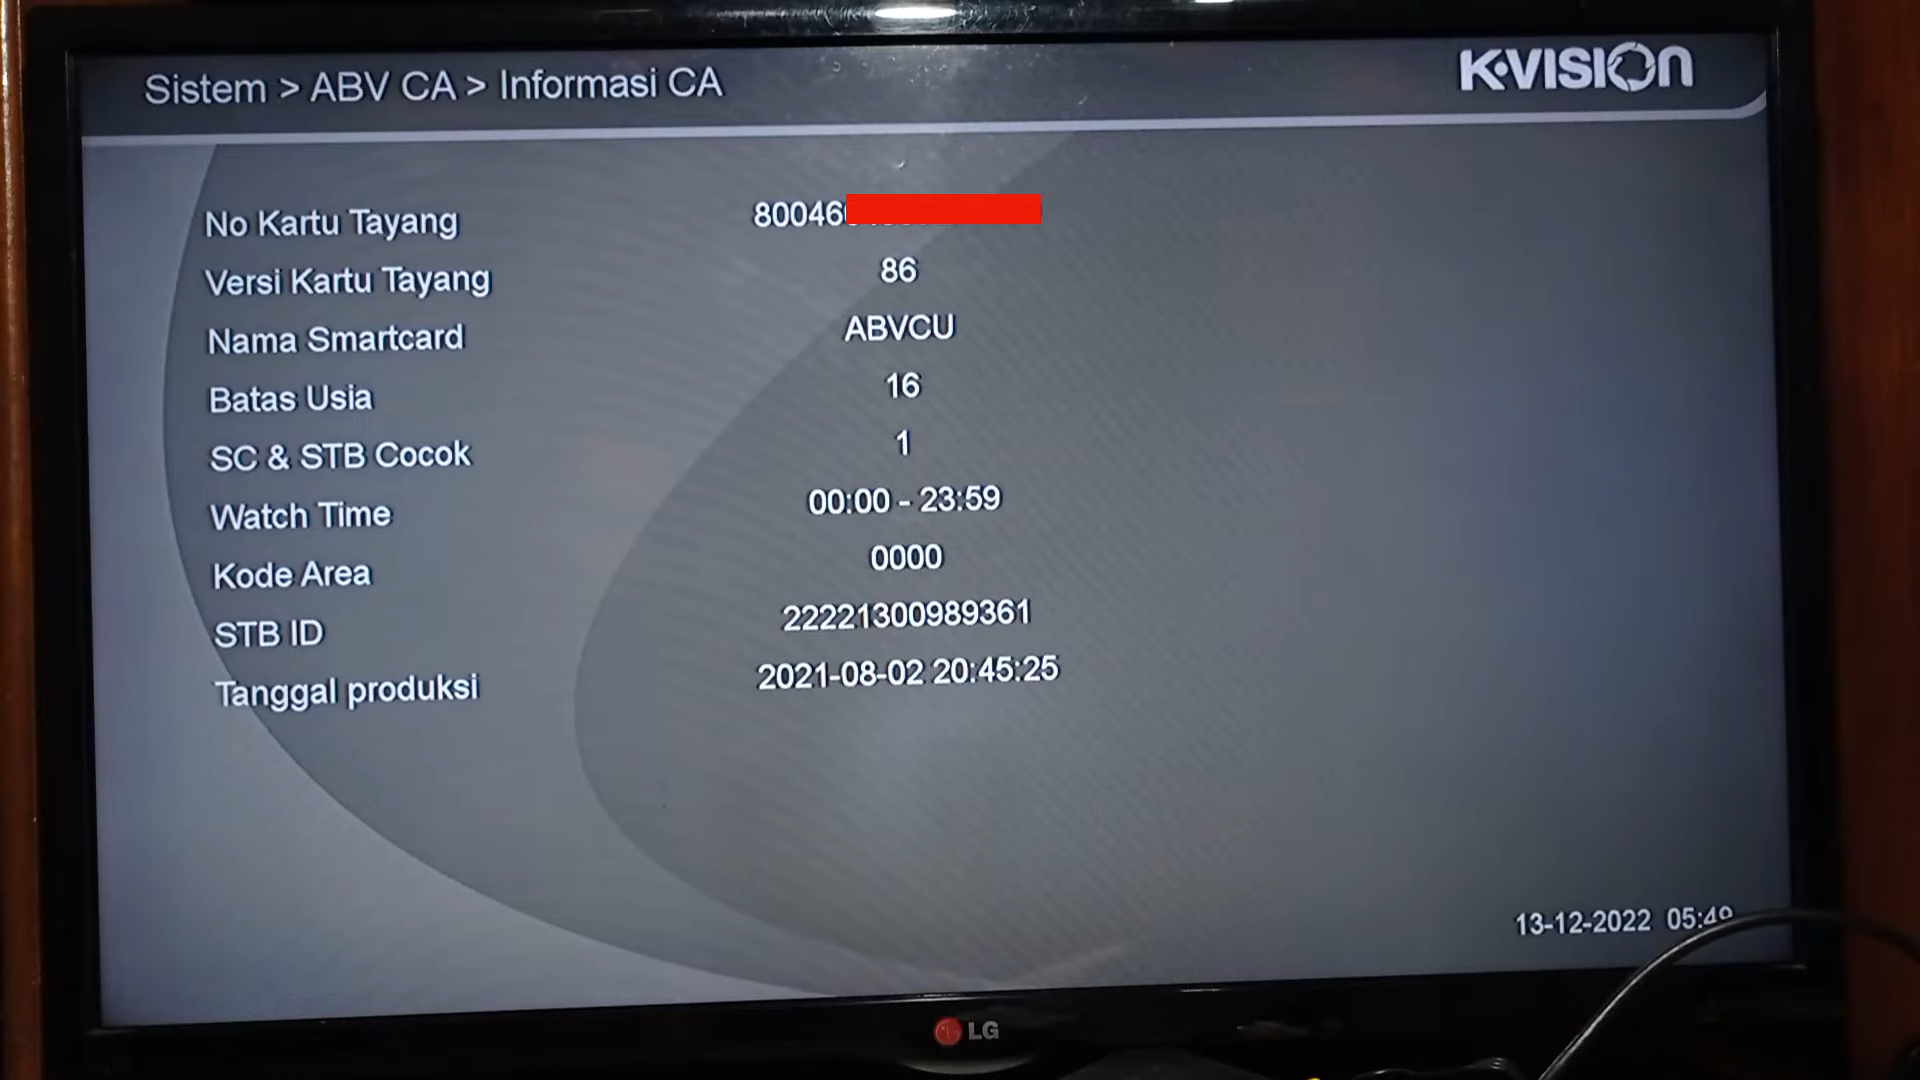 Sistem > ABV CA > Informasi CA
K-VISION
No Kartu Tayang 80046
Versi Kartu Tayang 86
Nama Smartcard ABVCU
Batas Usia 16
SC & STB Cocok 1
Watch Time 00:00 - 23:59
Kode Area 0000
STB ID 22221300989361
Tanggal produksi 2021-08-02 20:45:25
13-12-2022 05:49
LG